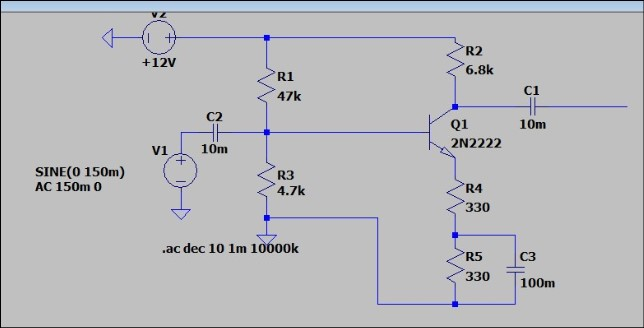 V2
+12V
R1
47k
R2
6.8k
C1
10m
C2
10m
Q1
2N2222
V1
SINE(0 150m)
AC 150m 0
R3
4.7k
R4
330
.ac dec 10 1m 10000k
R5
330
C3
100m